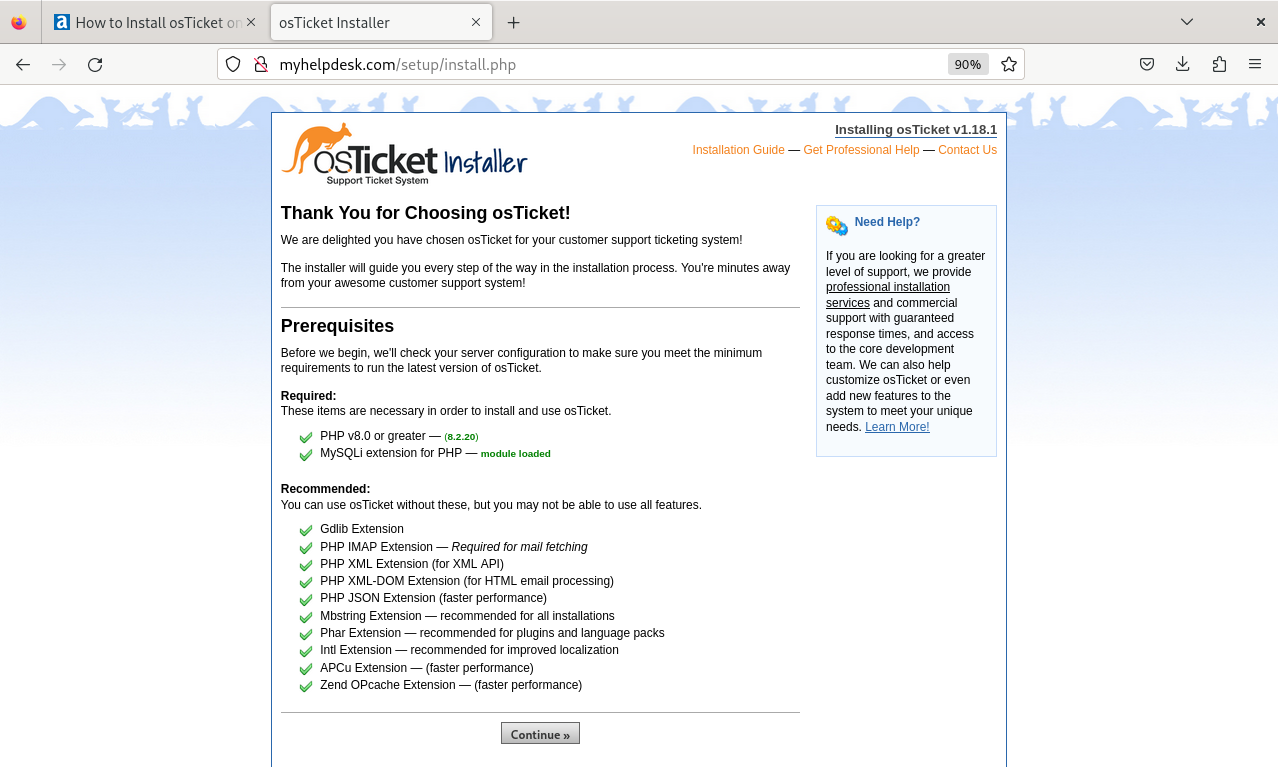 How to Install osTicket on
osTicket Installer
myhelpdesk.com/setup/install.php
90%
osTicket Installer
Support Ticket System
Installing osTicket v1.18.1
Installation Guide — Get Professional Help — Contact Us
Thank You for Choosing osTicket!
We are delighted you have chosen osTicket for your customer support ticketing system!
The installer will guide you every step of the way in the installation process. You're minutes away
from your awesome customer support system!
Prerequisites
Before we begin, we'll check your server configuration to make sure you meet the minimum
requirements to run the latest version of osTicket.
Required:
These items are necessary in order to install and use osTicket.
PHP v8.0 or greater — (8.2.20)
MySQLi extension for PHP — module loaded
Recommended:
You can use osTicket without these, but you may not be able to use all features.
Gdlib Extension
PHP IMAP Extension — Required for mail fetching
PHP XML Extension (for XML API)
PHP XML-DOM Extension (for HTML email processing)
PHP JSON Extension (faster performance)
Mbstring Extension — recommended for all installations
Phar Extension — recommended for plugins and language packs
Intl Extension — recommended for improved localization
APCu Extension — (faster performance)
Zend OPcache Extension — (faster performance)
Continue »
Need Help?
If you are looking for a greater
level of support, we provide
professional installation
services and commercial
support with guaranteed
response times, and access
to the core development
team. We can also help
customize osTicket or even
add new features to the
system to meet your unique
needs. Learn More!